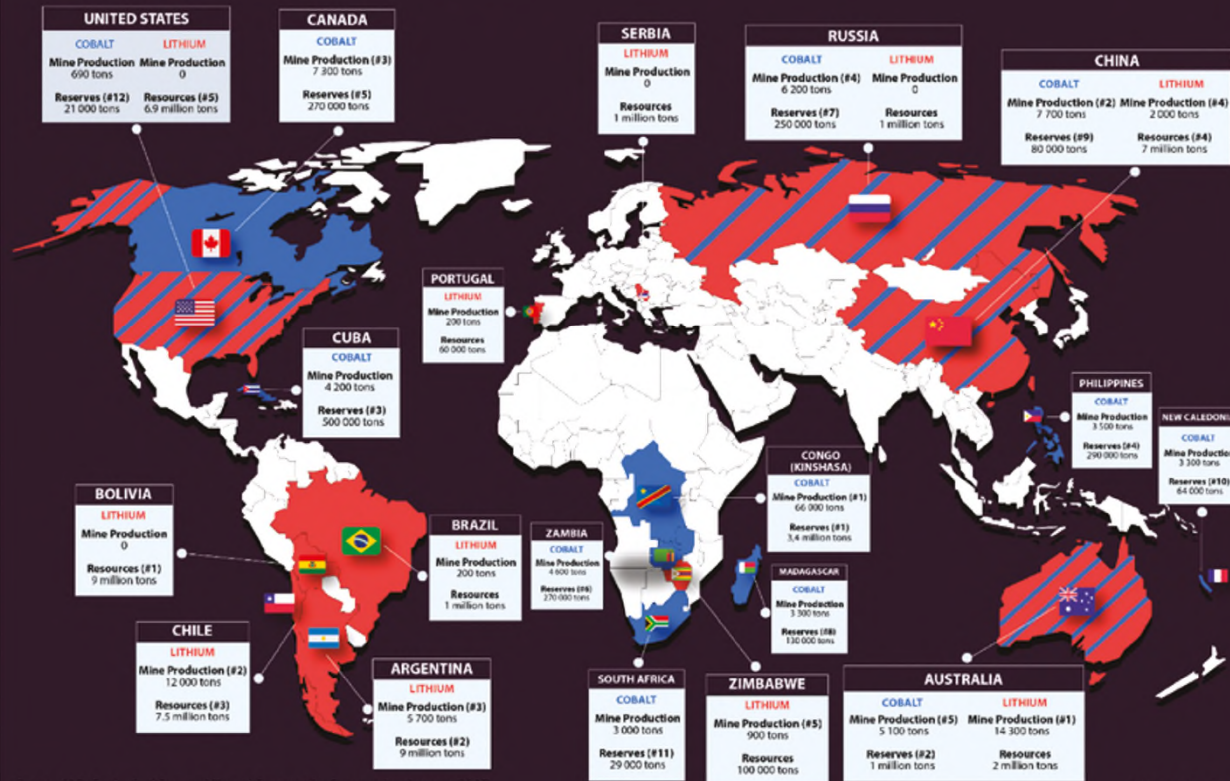 UNITED STATES
COBALT LITHIUM
Mine Production Mine Production
690 tons 0
Reserves (#12) Resources (#5)
21 000 tons 6.9 million tons
CANADA
COBALT
Mine Production (#3)
7 300 tons
Reserves (#5)
270 000 tons
SERBIA
LITHIUM
Mine Production
0
Resources
1 million tons
RUSSIA
COBALT LITHIUM
Mine Production (#4) Mine Production
6 200 tons 0
Reserves (#7) Resources
250 000 tons 1 million tons
CHINA
COBALT LITHIUM
Mine Production (#2) Mine Production (#4)
7 700 tons 2 000 tons
Reserves (#9) Resources (#4)
80 000 tons 7 million tons
PORTUGAL
LITHIUM
Mine Production
200 tons
Resources
60 000 tons
CUBA
COBALT
Mine Production
4 200 tons
Reserves (#3)
500 000 tons
PHILIPPINES
COBALT
Mine Production
3 500 tons
Reserves (#4)
290 000 tons
NEW CALEDONI
COBALT
Mine Productio
3 300 tons
Reserves (#10)
64 000 tons
CONGO
(KINSHASA)
COBALT
Mine Production (#1)
66 000 tons
Reserves (#1)
3,4 million tons
BOLIVIA
LITHIUM
Mine Production
0
Resources (#1)
9 million tons
BRAZIL
LITHIUM
Mine Production
200 tons
Resources
1 million tons
ZAMBIA
COBALT
Mine Production
4 600 tons
Reserves (#6)
270 000 tons
MADAGASCAR
COBALT
Mine Production
3 300 tons
Reserves (#8)
130 000 tons
CHILE
LITHIUM
Mine Production (#2)
12 000 tons
Resources (#3)
7.5 million tons
ARGENTINA
LITHIUM
Mine Production (#3)
5 700 tons
Resources (#2)
9 million tons
SOUTH AFRICA
COBALT
Mine Production
3 000 tons
Reserves (#11)
29 000 tons
ZIMBABWE
LITHIUM
Mine Production (#5)
900 tons
Resources
100 000 tons
AUSTRALIA
COBALT LITHIUM
Mine Production (#5) Mine Production (#1)
5 100 tons 14 300 tons
Reserves (#2) Resources
1 million tons 2 million tons